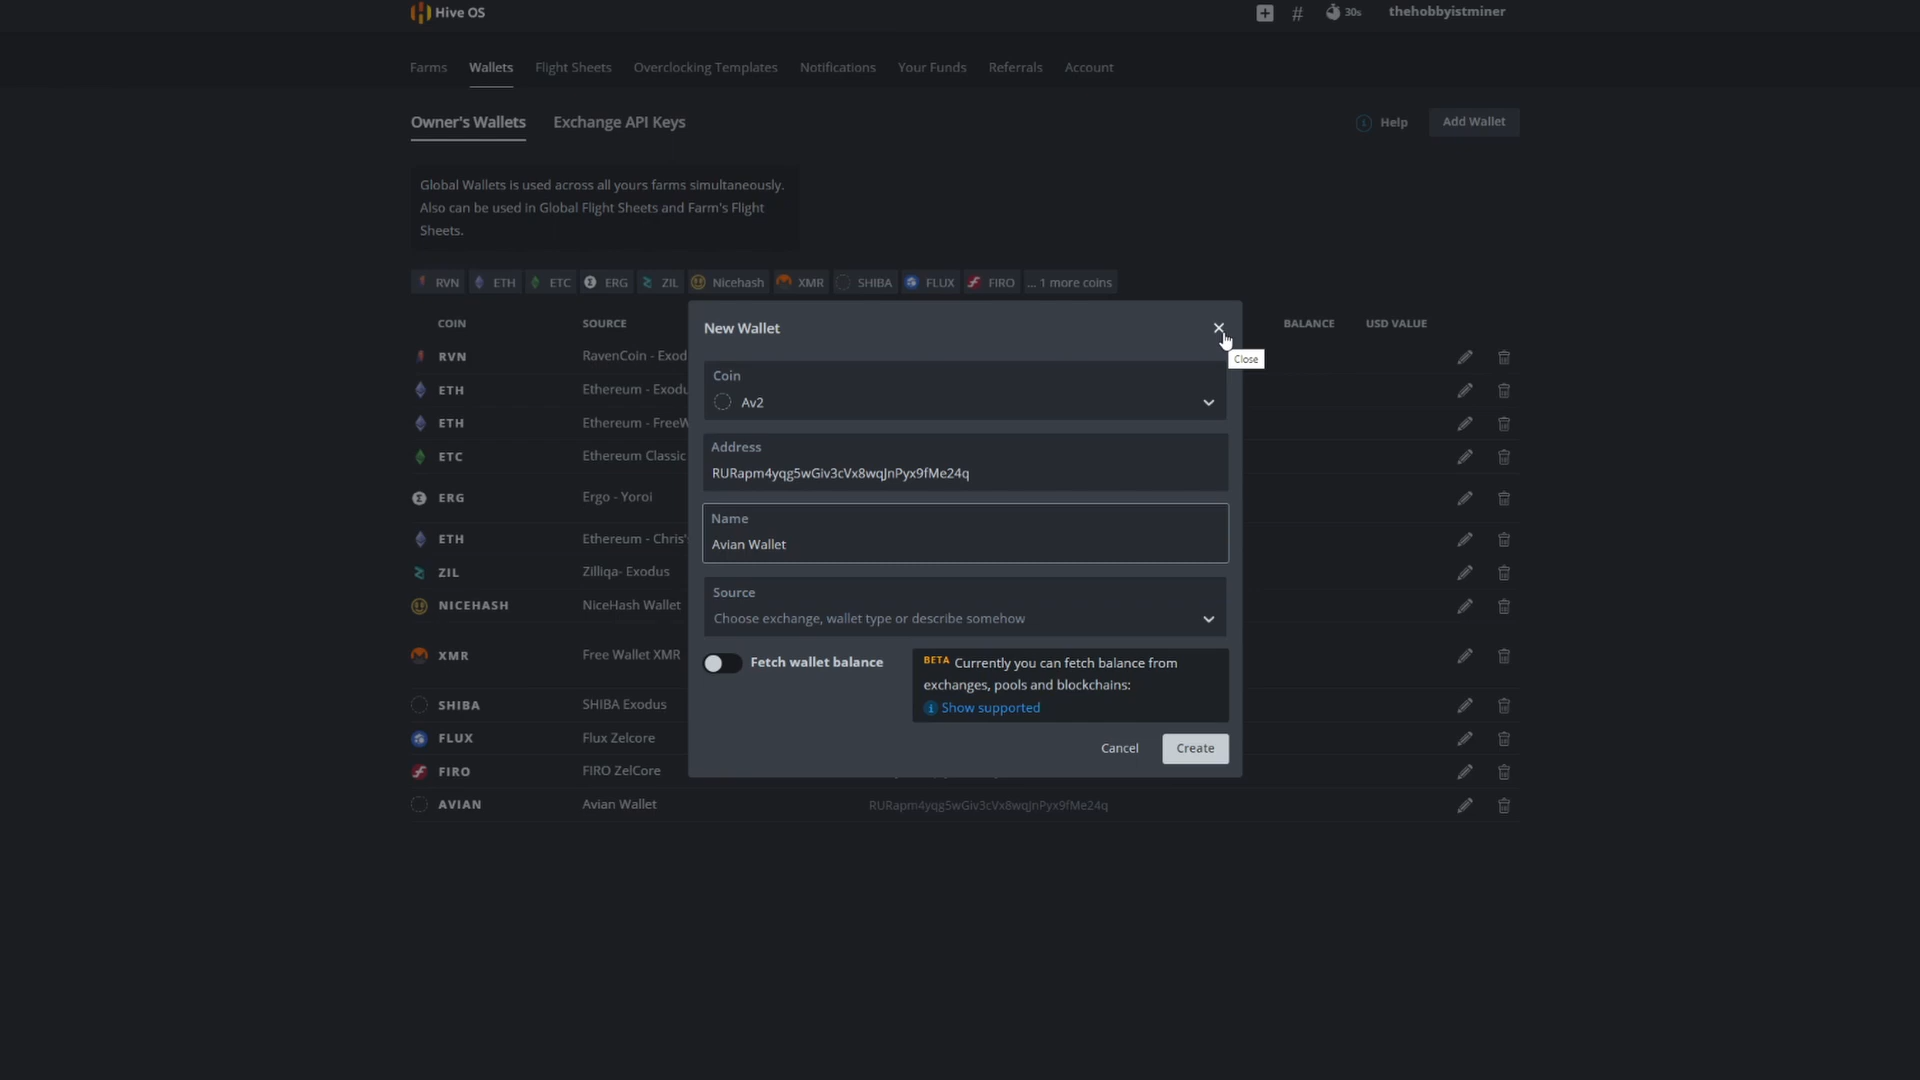 Hive OS
30s
thehobbyistminer
Farms Wallets Flight Sheets Overclocking Templates Notifications Your Funds Referrals Account
Owner's Wallets Exchange API Keys
Help
Add Wallet
Global Wallets is used across all yours farms simultaneously.
Also can be used in Global Flight Sheets and Farm's Flight
Sheets.
RVN ETH ETC ERG ZIL Nicehash XMR SHIBA FLUX FIRO ... 1 more coins
COIN SOURCE BALANCE USD VALUE
RVN RavenCoin - Exod
ETH Ethereum - Exodu
ETH Ethereum - FreeW
ETC Ethereum Classic
ERG Ergo - Yoroi
ETH Ethereum - Chris'
ZIL Zilliqa- Exodus
NICEHASH NiceHash Wallet
XMR Free Wallet XMR
SHIBA SHIBA Exodus
FLUX Flux Zelcore
FIRO FIRO ZelCore
AVIAN Avian Wallet RURapm4yqg5wGiv3cVx8wqJnPyx9fMe24q
New Wallet
Close
Coin
Av2
Address
RURapm4yqg5wGiv3cVx8wqJnPyx9fMe24q
Name
Avian Wallet
Source
Choose exchange, wallet type or describe somehow
Fetch wallet balance
BETA Currently you can fetch balance from
exchanges, pools and blockchains:
Show supported
Cancel Create